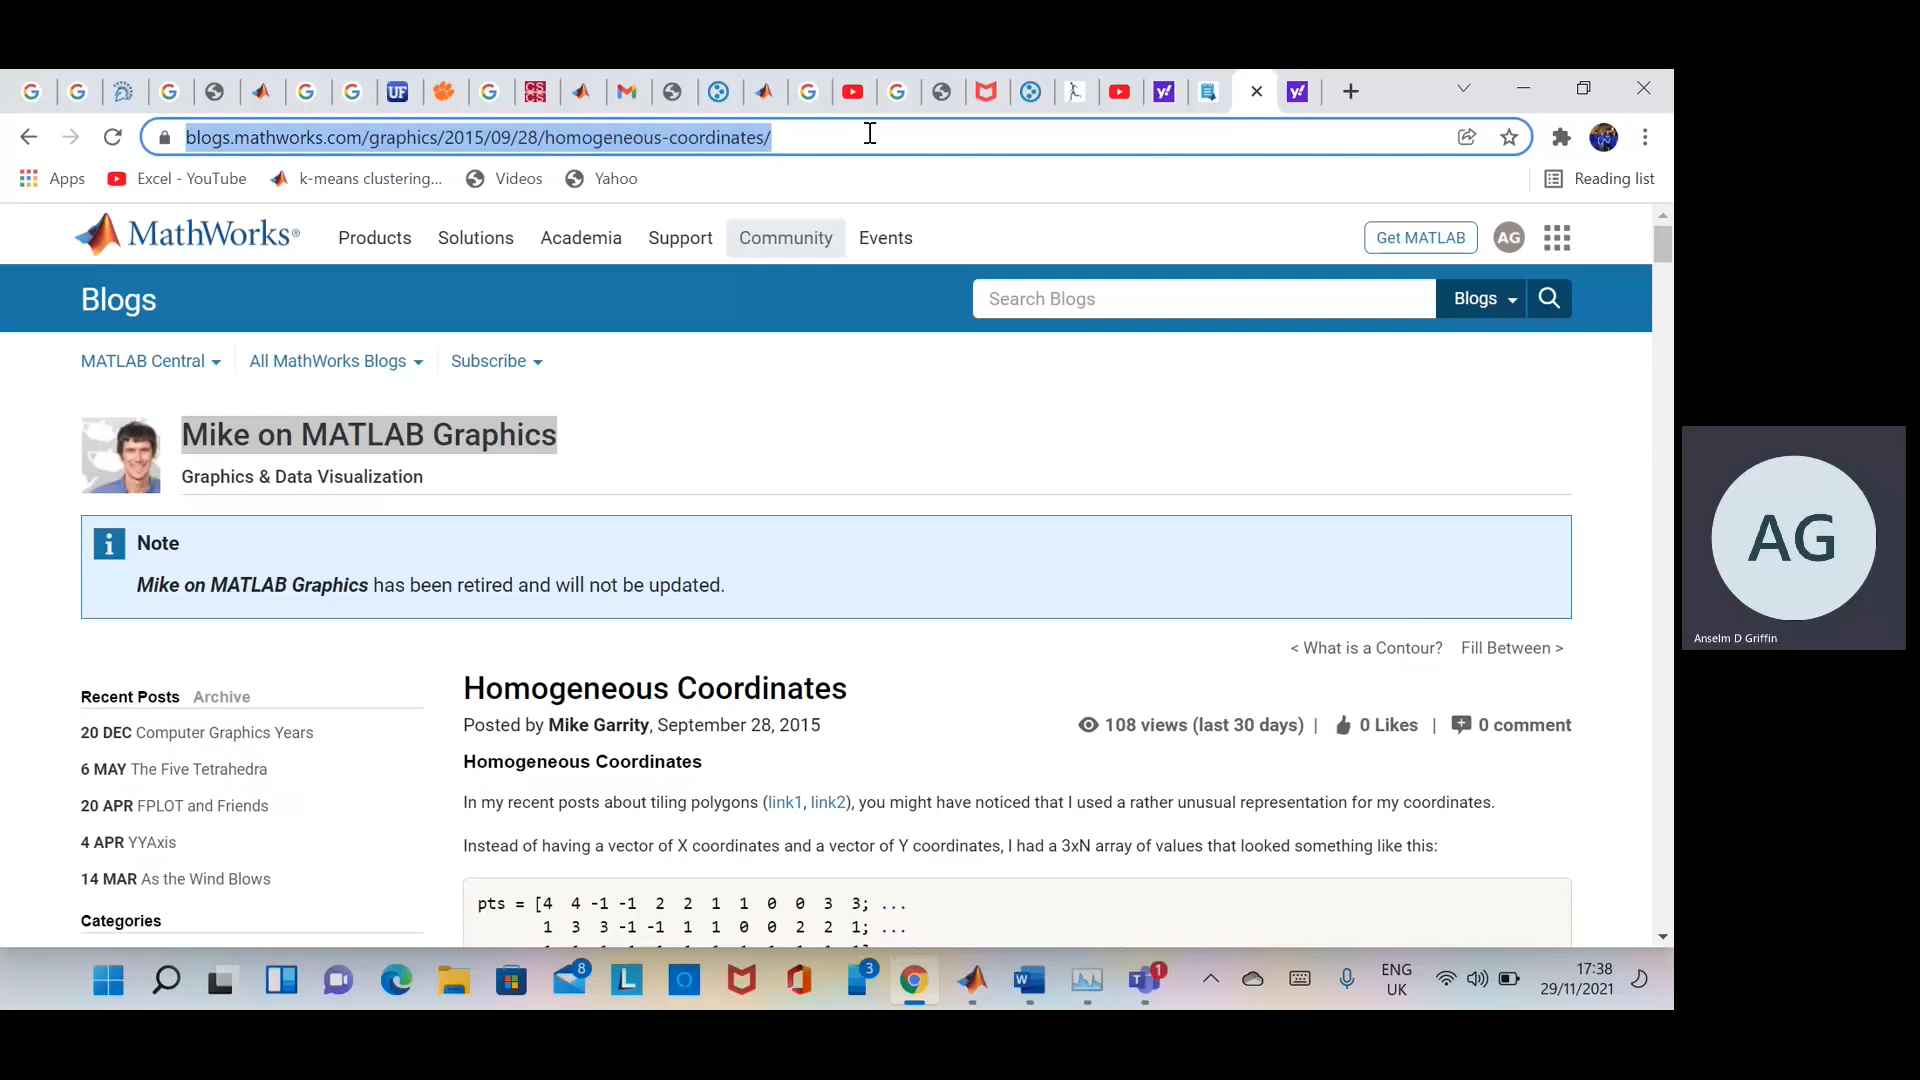 UF
blogs.mathworks.com/graphics/2015/09/28/homogeneous-coordinates/
Apps Excel - YouTube k-means clustering... Videos Yahoo Reading list
MathWorks® Products Solutions Academia Support Community Events Get MATLAB AG
Blogs Search Blogs Blogs
MATLAB Central All MathWorks Blogs Subscribe
Mike on MATLAB Graphics
Graphics & Data Visualization
Note
Mike on MATLAB Graphics has been retired and will not be updated.
< What is a Contour? Fill Between >
Recent Posts Archive
20 DEC Computer Graphics Years
6 MAY The Five Tetrahedra
20 APR FPLOT and Friends
4 APR YYAxis
14 MAR As the Wind Blows
Categories
Homogeneous Coordinates
Posted by Mike Garrity, September 28, 2015 108 views (last 30 days) | 0 Likes | 0 comment
Homogeneous Coordinates
In my recent posts about tiling polygons (link1, link2), you might have noticed that I used a rather unusual representation for my coordinates.
Instead of having a vector of X coordinates and a vector of Y coordinates, I had a 3xN array of values that looked something like this:
pts = [4 4 -1 -1 2 2 1 1 0 0 3 3; ...
1 3 3 -1 -1 1 1 0 0 2 2 1; ...
AG
Anselm D Griffin
8 L 3 W T 1 ENG 17:38
UK 29/11/2021